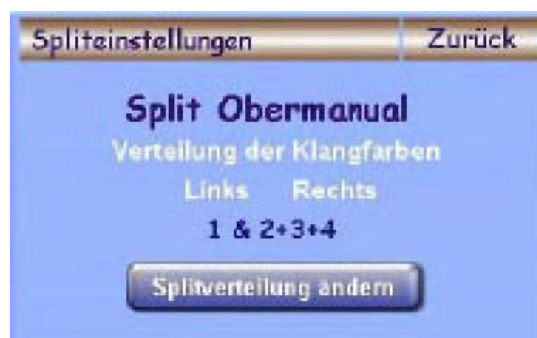 Spliteinstellungen Zurück
Split Obermanual
Verteilung der Klangfarben
Links Rechts
1 & 2+3+4
Splitverteilung ändern